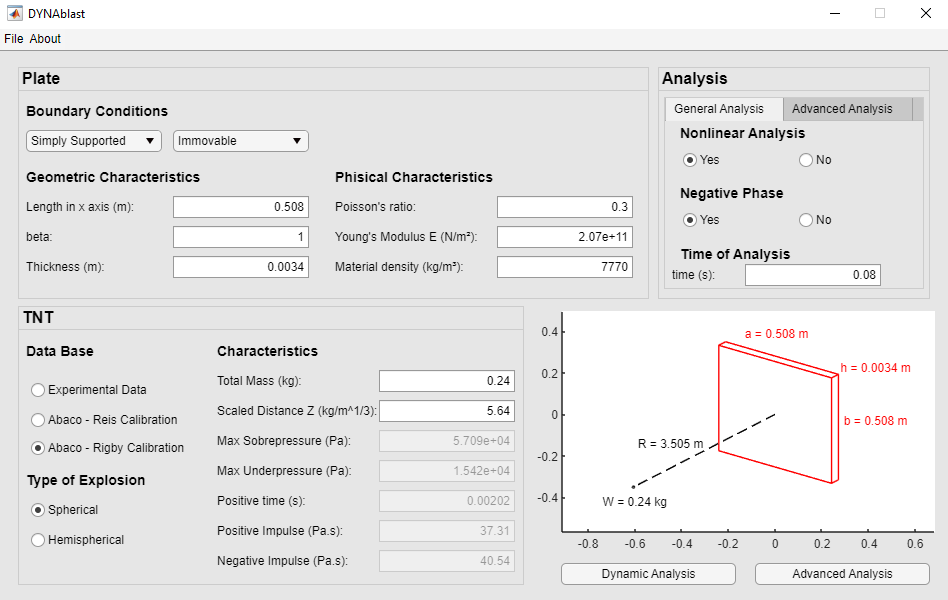 DYNAblast
File About
Plate
Boundary Conditions
Simply Supported
Immovable
Geometric Characteristics
Length in x axis (m): 0.508
beta: 1
Thickness (m): 0.0034
Phisical Characteristics
Poisson's ratio: 0.3
Young's Modulus E (N/m²): 2.07e+11
Material density (kg/m³): 7770
Analysis
General Analysis
Advanced Analysis
Nonlinear Analysis
Yes No
Negative Phase
Yes No
Time of Analysis
time (s): 0.08
TNT
Data Base
Experimental Data
Abaco - Reis Calibration
Abaco - Rigby Calibration
Type of Explosion
Spherical
Hemispherical
Characteristics
Total Mass (kg): 0.24
Scaled Distance Z (kg/m^1/3): 5.64
Max Sobrepressure (Pa): 5.709e+04
Max Underpressure (Pa): 1.542e+04
Positive time (s): 0.00202
Positive Impulse (Pa.s): 37.31
Negative Impulse (Pa.s): 40.54
0.4
0.2
0
-0.2
-0.4
a = 0.508 m
h = 0.0034 m
b = 0.508 m
R = 3.505 m
W = 0.24 kg
-0.8 -0.6 -0.4 -0.2 0 0.2 0.4 0.6
Dynamic Analysis
Advanced Analysis